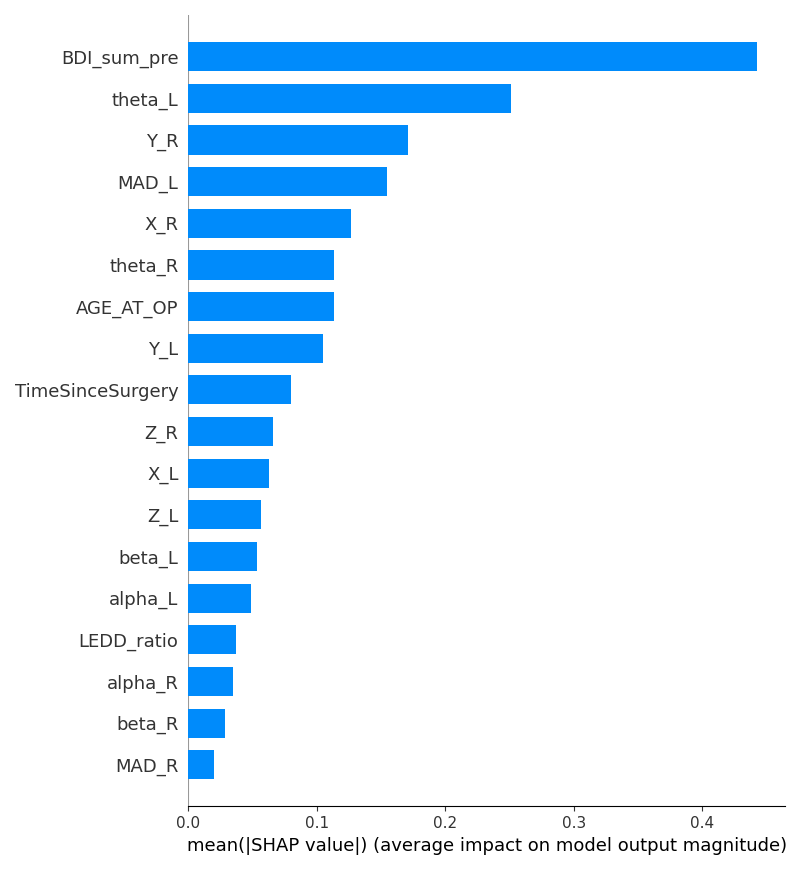 BDI_sum_pre
theta_L
Y_R
MAD_L
X_R
theta_R
AGE_AT_OP
Y_L
TimeSinceSurgery
Z_R
X_L
Z_L
beta_L
alpha_L
LEDD_ratio
alpha_R
beta_R
MAD_R
0.0 0.1 0.2 0.3 0.4
mean(|SHAP value|) (average impact on model output magnitude)